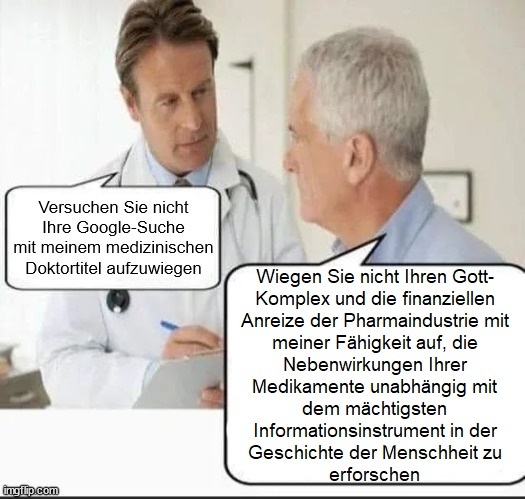 Versuchen Sie nicht
Ihre Google-Suche
mit meinem medizinischen
Doktortitel aufzuwiegen
Wiegen Sie nicht Ihren Gott-
Komplex und die finanziellen
Anreize der Pharmaindustrie mit
meiner Fähigkeit auf, die
Nebenwirkungen Ihrer
Medikamente unabhängig mit
dem mächtigsten
Informationsinstrument in der
Geschichte der Menschheit zu
erforschen
imgflip.com